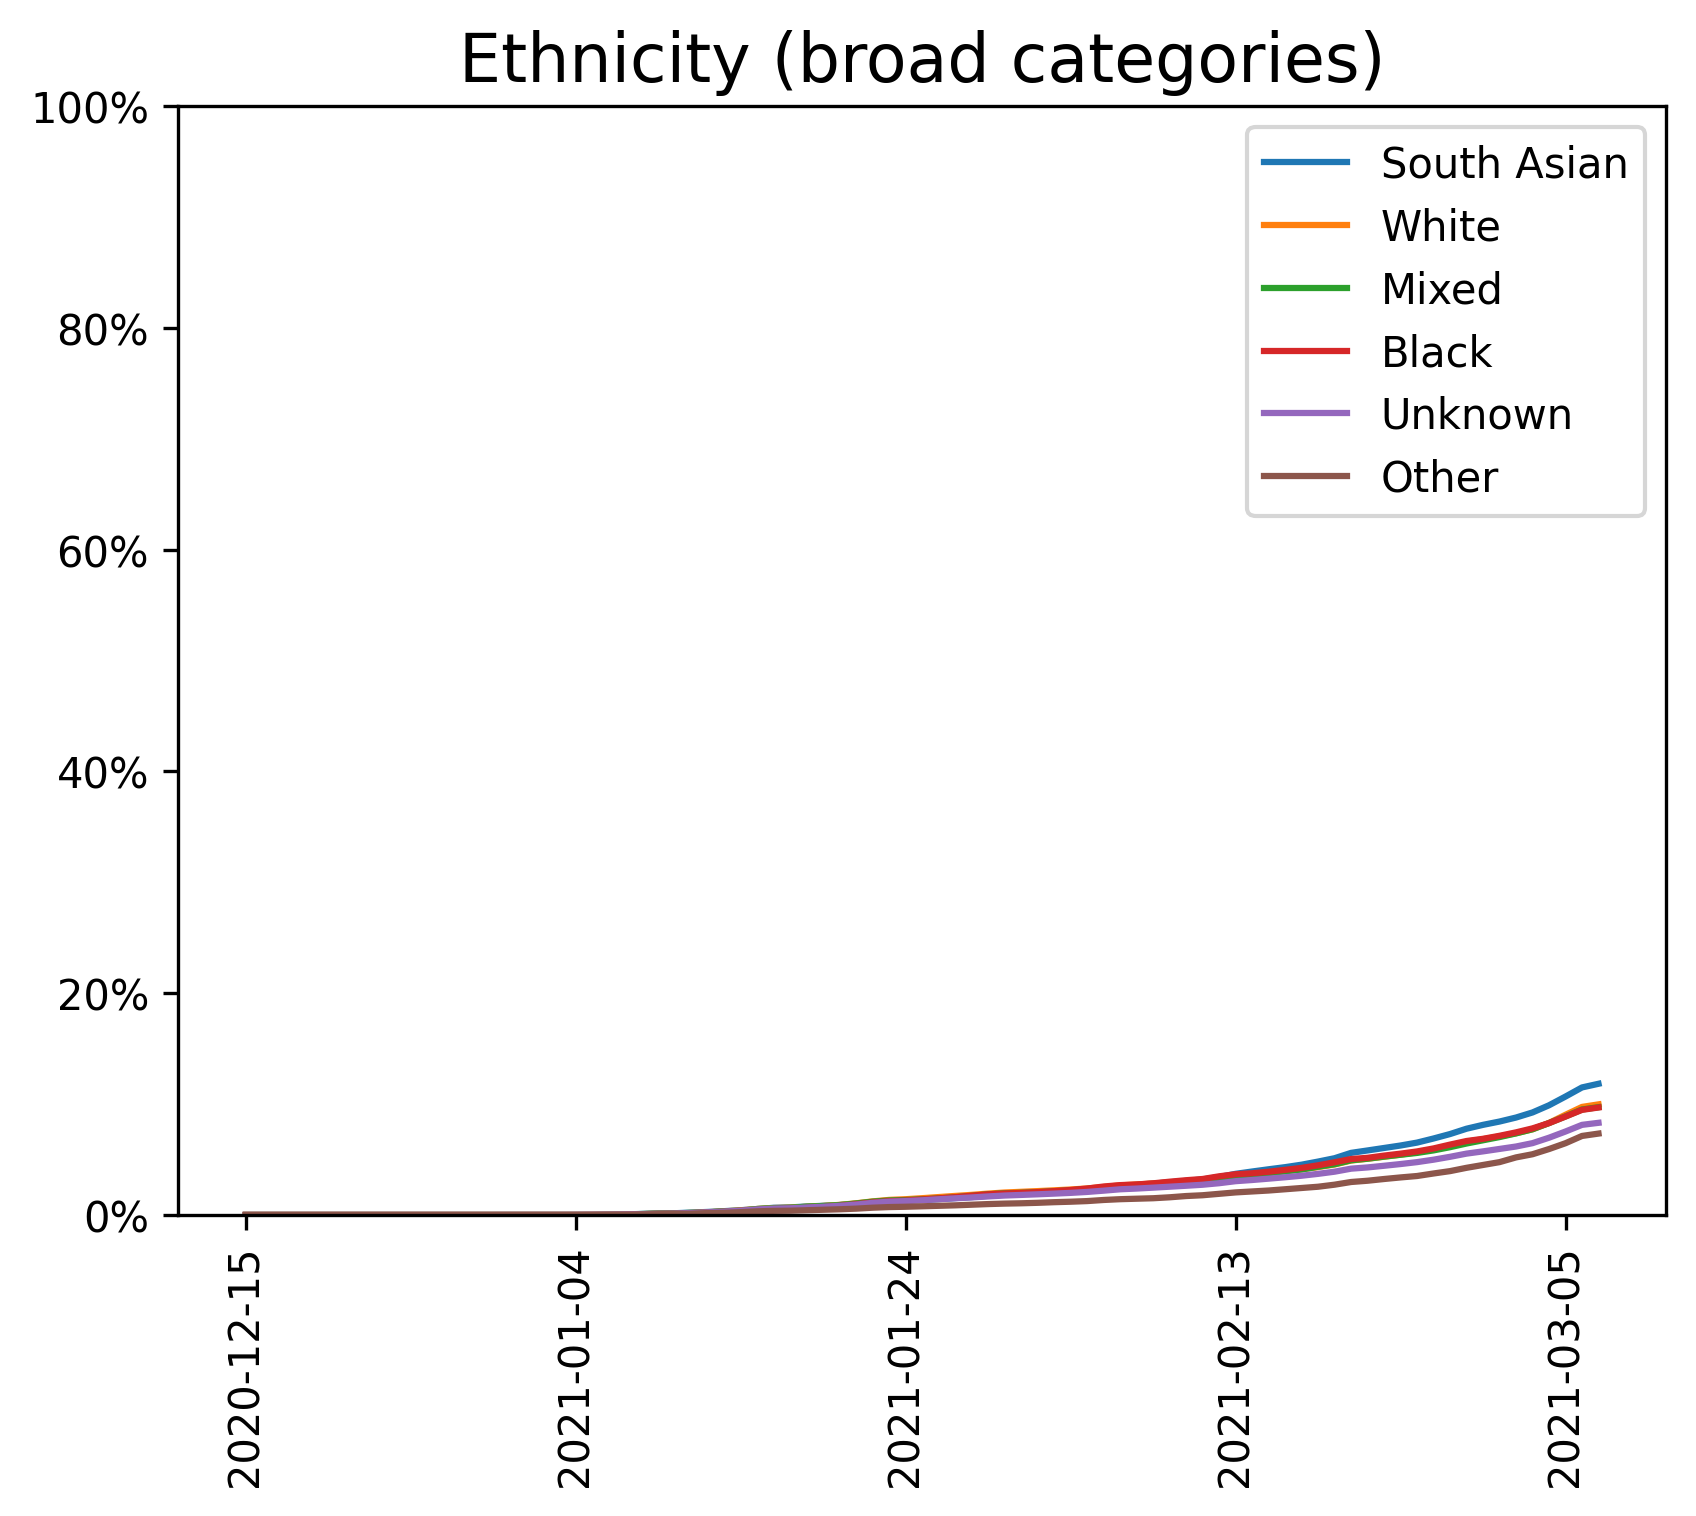 Ethnicity (broad categories)
100%
80%
60%
40%
20%
0%
South Asian
White
Mixed
Black
Unknown
Other
2020-12-15
2021-01-04
2021-01-24
2021-02-13
2021-03-05